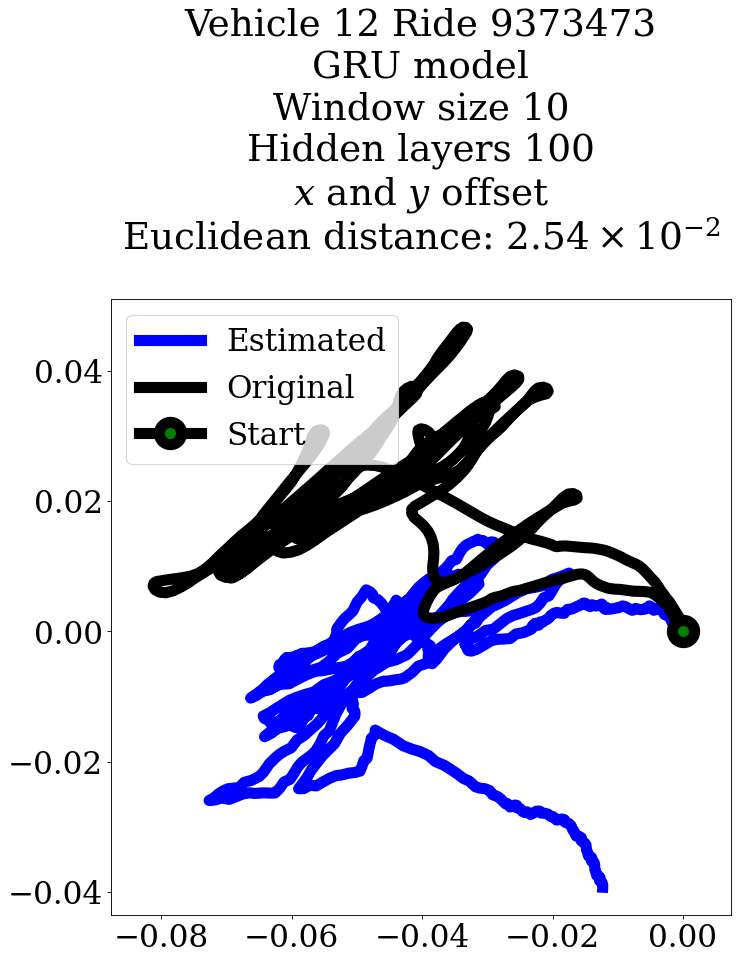 Vehicle 12 Ride 9373473
GRU model
Window size 10
Hidden layers 100
x and y offset
Euclidean distance: 2.54 × 10⁻²
Estimated
Original
Start
0.04
0.02
0.00
−0.02
−0.04
−0.08 −0.06 −0.04 −0.02 0.00